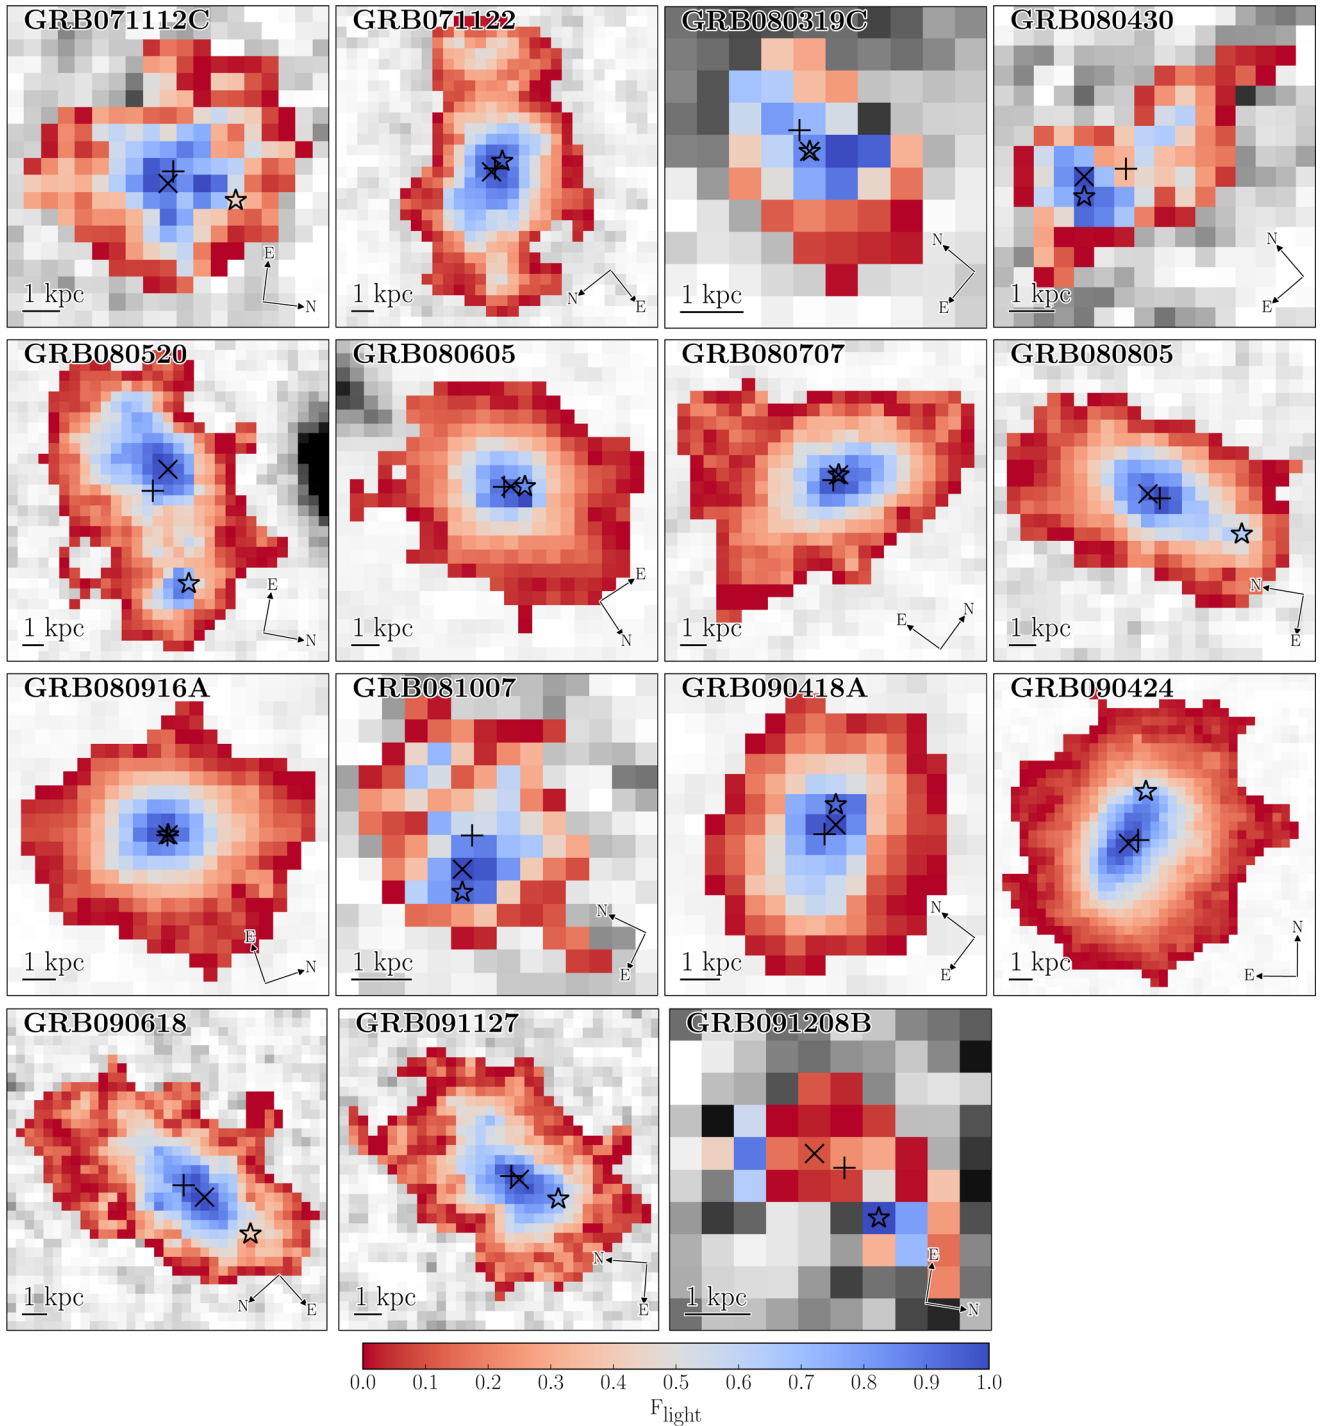 GRB071112C
E
N
1 kpc
GRB071122
N
E
1 kpc
GRB080319C
N
E
1 kpc
GRB080430
N
E
1 kpc
GRB080520
E
N
1 kpc
GRB080605
E
N
1 kpc
GRB080707
E
N
1 kpc
GRB080805
N
E
1 kpc
GRB080916A
E
N
1 kpc
GRB081007
N
E
1 kpc
GRB090418A
N
E
1 kpc
GRB090424
N
E
1 kpc
GRB090618
N
E
1 kpc
GRB091127
N
E
1 kpc
GRB091208B
E
N
1 kpc
0.0 0.1 0.2 0.3 0.4 0.5 0.6 0.7 0.8 0.9 1.0
F_light